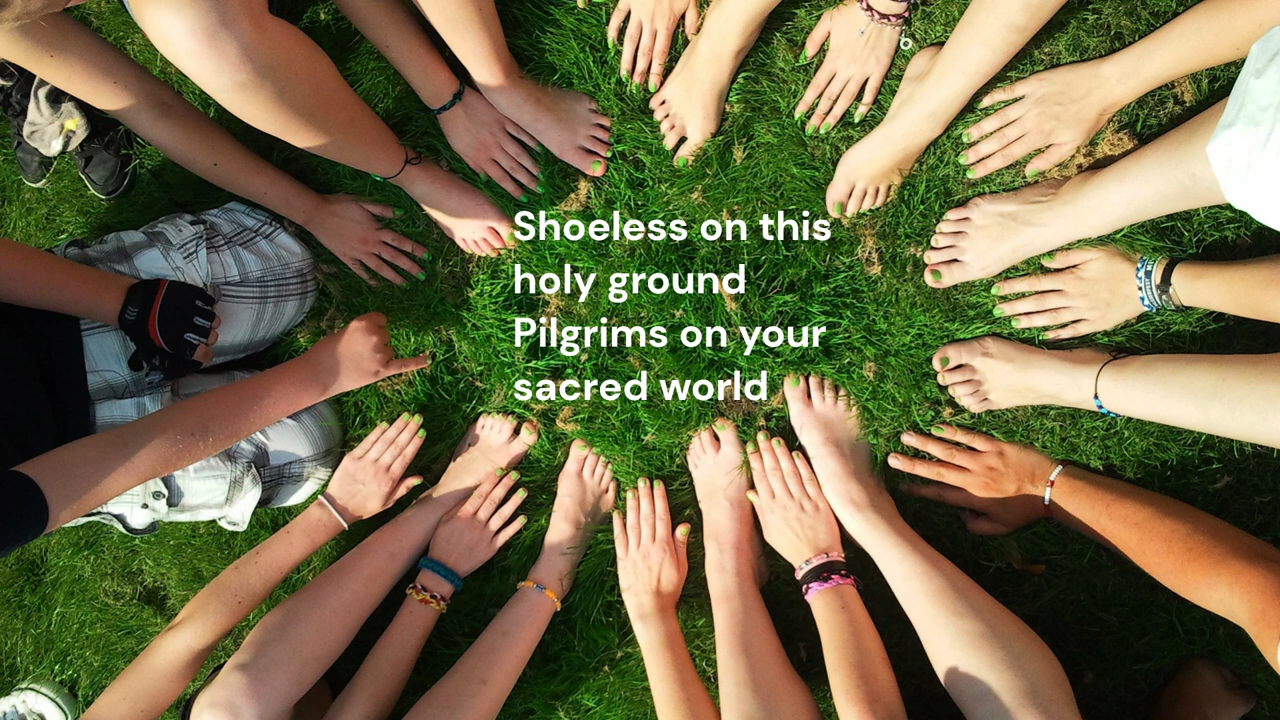 Shoeless on this
holy ground
Pilgrims on your
sacred world